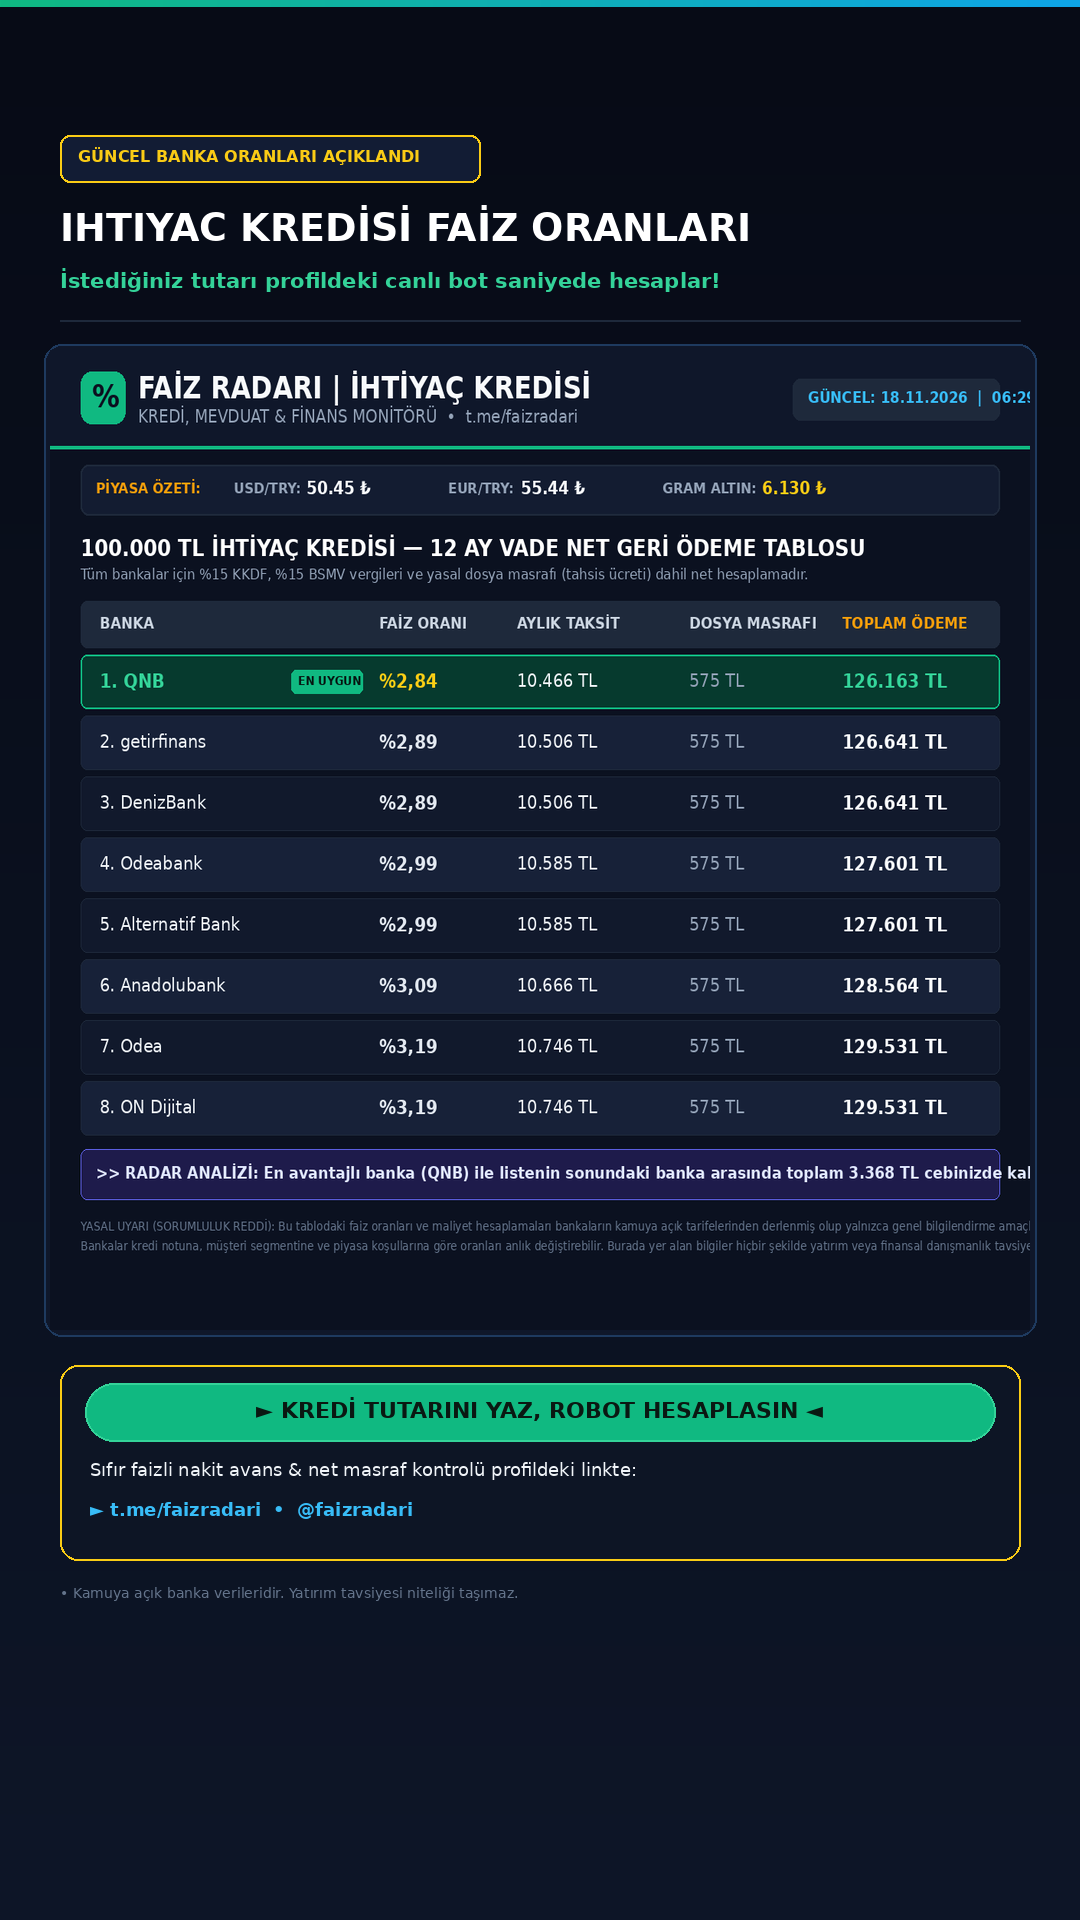 GÜNCEL BANKA ORANLARI AÇIKLANDI
IHTIYAC KREDİSİ FAİZ ORANLARI
İstediğiniz tutarı profildeki canlı bot saniyede hesaplar!
% FAİZ RADARI | İHTİYAÇ KREDİSİ
KREDİ, MEVDUAT & FİNANS MONİTÖRÜ • t.me/faizradari
GÜNCEL: 18.11.2026 | 06:29
PİYASA ÖZETİ: USD/TRY: 50.45 ₺ EUR/TRY: 55.44 ₺ GRAM ALTIN: 6.130 ₺
100.000 TL İHTİYAÇ KREDİSİ — 12 AY VADE NET GERİ ÖDEME TABLOSU
Tüm bankalar için %15 KKDF, %15 BSMV vergileri ve yasal dosya masrafı (tahsis ücreti) dahil net hesaplamadır.
BANKA FAİZ ORANI AYLIK TAKSİT DOSYA MASRAFI TOPLAM ÖDEME
1. QNB EN UYGUN %2,84 10.466 TL 575 TL 126.163 TL
2. getirfinans %2,89 10.506 TL 575 TL 126.641 TL
3. DenizBank %2,89 10.506 TL 575 TL 126.641 TL
4. Odeabank %2,99 10.585 TL 575 TL 127.601 TL
5. Alternatif Bank %2,99 10.585 TL 575 TL 127.601 TL
6. Anadolubank %3,09 10.666 TL 575 TL 128.564 TL
7. Odea %3,19 10.746 TL 575 TL 129.531 TL
8. ON Dijital %3,19 10.746 TL 575 TL 129.531 TL
>> RADAR ANALİZİ: En avantajlı banka (QNB) ile listenin sonundaki banka arasında toplam 3.368 TL cebinizde
YASAL UYARI (SORUMLULUK REDDİ): Bu tablodaki faiz oranları ve maliyet hesaplamaları bankaların kamuya açık tarifelerinden derlenmiş olup yalnızca genel bilgilendirme
Bankalar kredi notuna, müşteri segmentine ve piyasa koşullarına göre oranları anlık değiştirebilir. Burada yer alan bilgiler hiçbir şekilde yatırım veya finansal danışmanlık
► KREDİ TUTARINI YAZ, ROBOT HESAPLASIN ◄
Sıfır faizli nakit avans & net masraf kontrolü profildeki linkte:
► t.me/faizradari • @faizradari
• Kamuya açık banka verileridir. Yatırım tavsiyesi niteliği taşımaz.